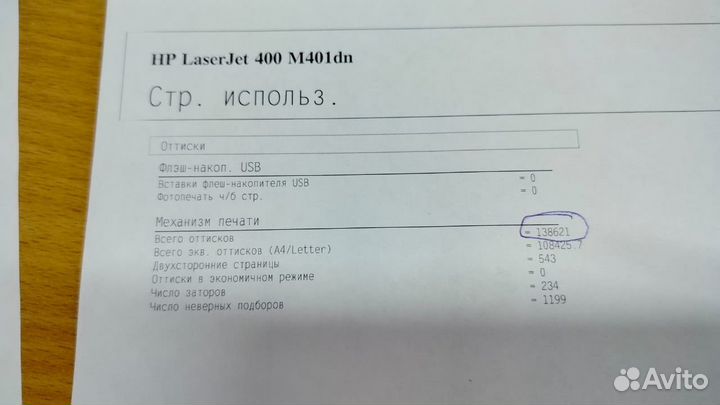 HP LaserJet 400 M401dn
Стр. использ.
Оттиски
Флэш-накоп. USB
Вставки флеш-накопителя USB = 0
Фотопечать ч/б стр. = 0
Механизм печати
Всего оттисков = 138621
Всего экв. оттисков (A4/Letter) = 108425.7
Двухсторонние страницы = 543
Оттиски в экономичном режиме = 0
Число заторов = 234
Число неверных подборов = 1199
Avito